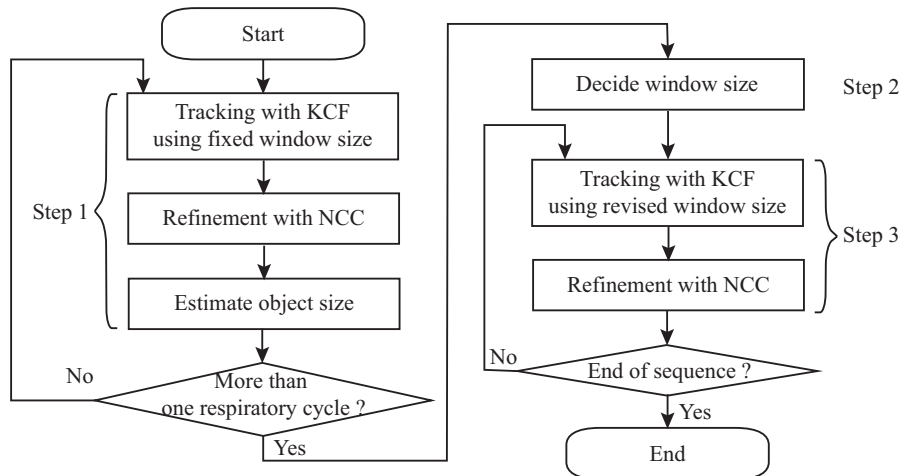 Start
Tracking with KCF
using fixed window size
Step 1
Refinement with NCC
Estimate object size
No
More than
one respiratory cycle ?
Yes
Decide window size
Step 2
Tracking with KCF
using revised window size
Step 3
Refinement with NCC
No
End of sequence ?
Yes
End